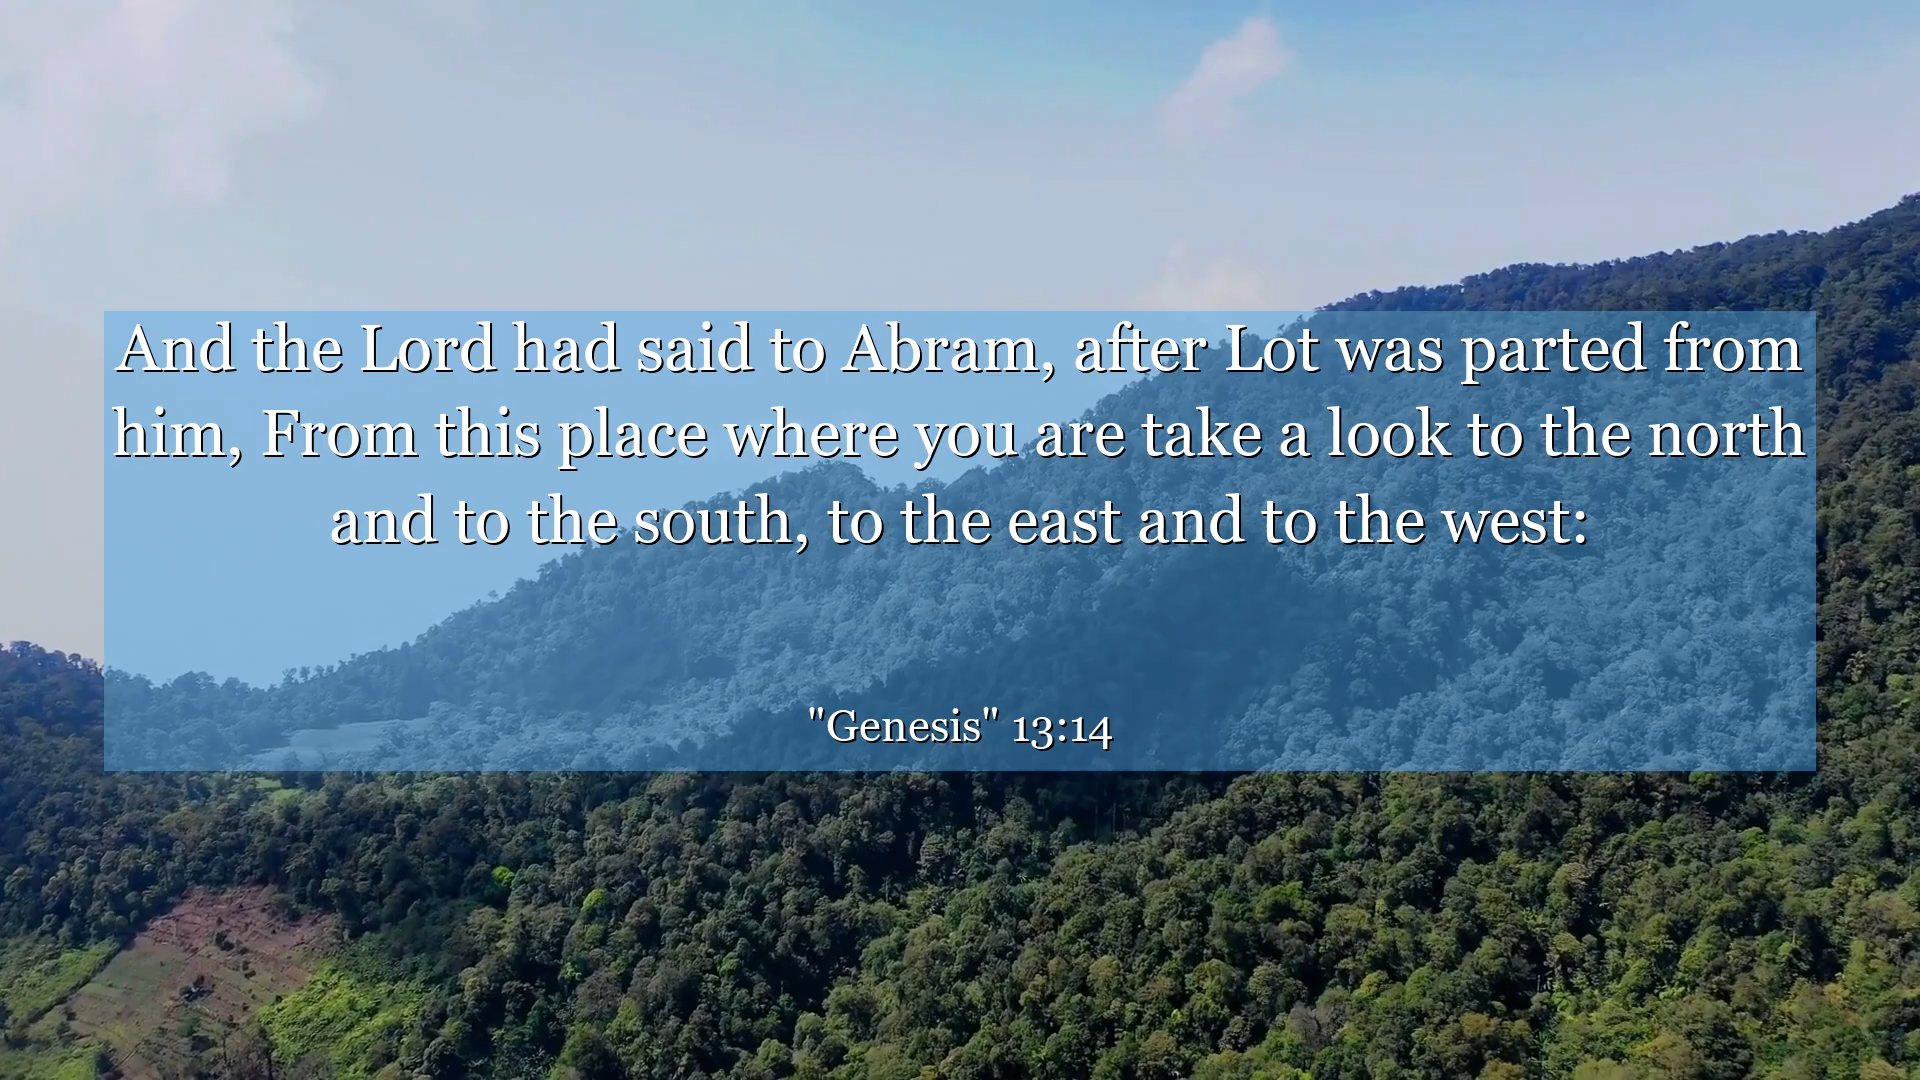 And the Lord had said to Abram, after Lot was parted from
him, From this place where you are take a look to the north
and to the south, to the east and to the west:
"Genesis" 13:14